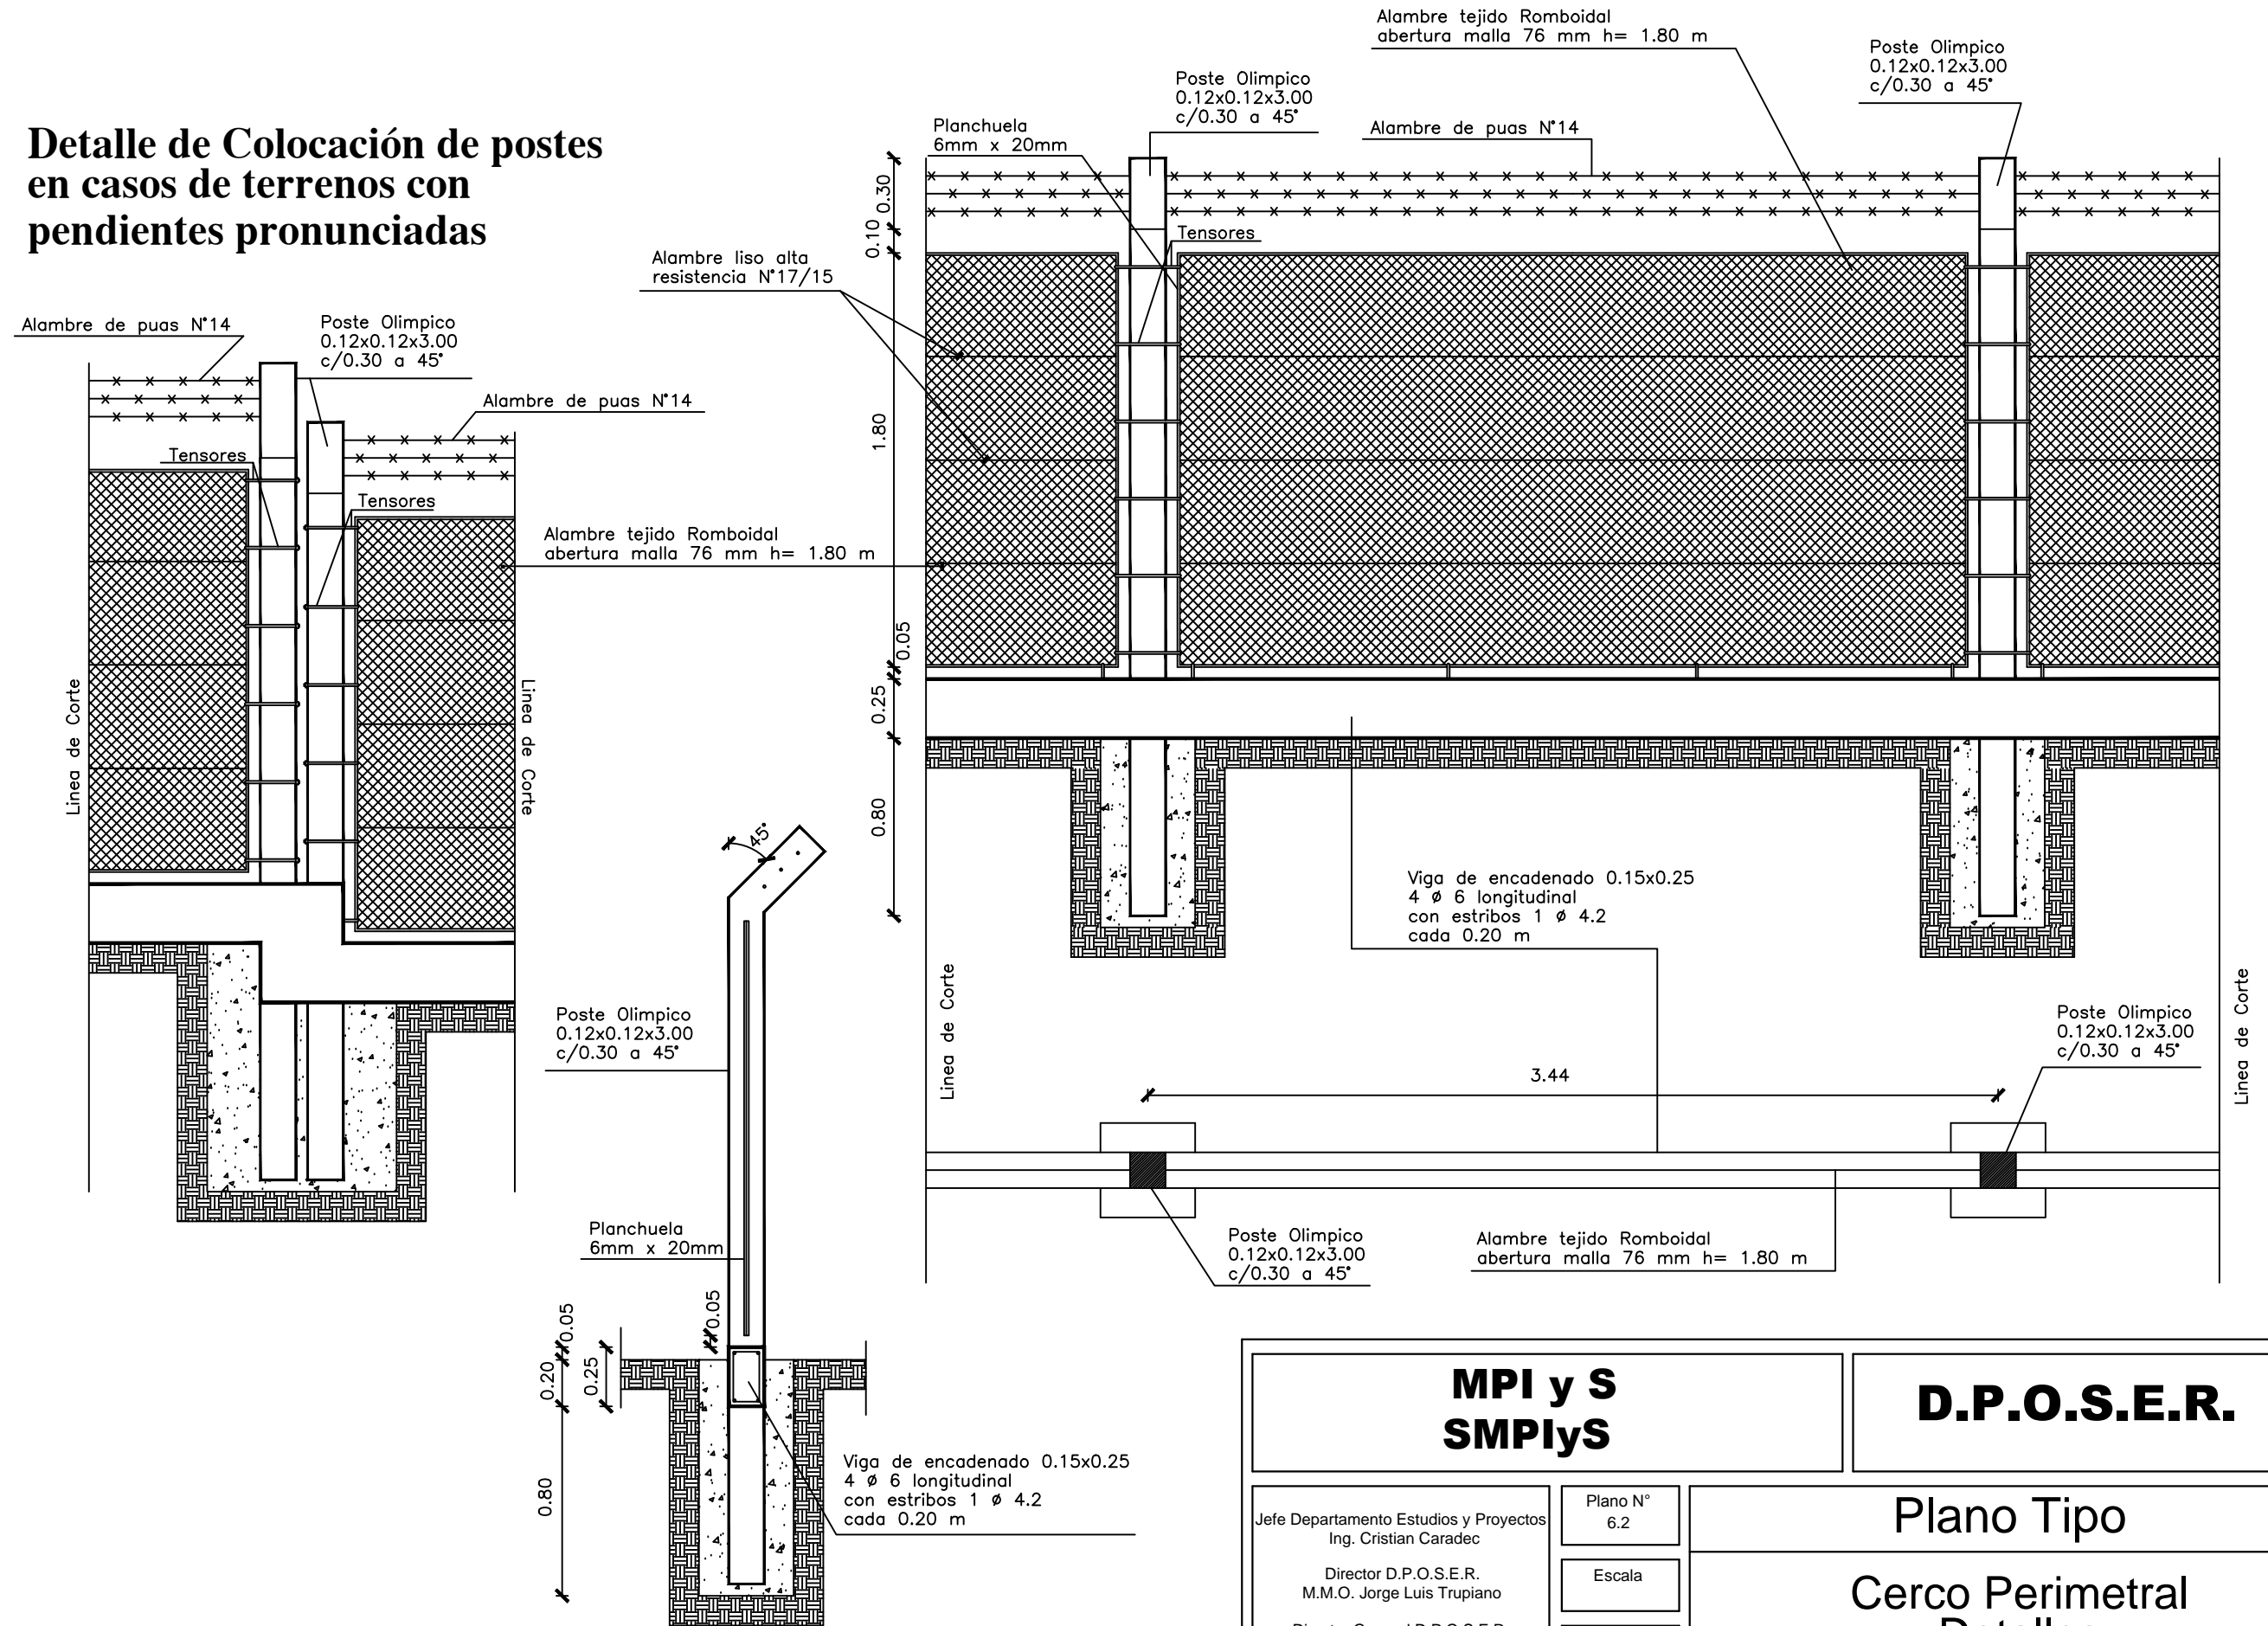 Detalle de Colocación de postes
en casos de terrenos con
pendientes pronunciadas
Alambre de puas N°14
Poste Olimpico
0.12x0.12x3.00
c/0.30 a 45°
Alambre de puas N°14
Tensores
Tensores
Linea de Corte
Linea de Corte
Alambre tejido Romboidal
abertura malla 76 mm h= 1.80 m
Alambre liso alta
resistencia N°17/15
Planchuela
6mm x 20mm
Poste Olimpico
0.12x0.12x3.00
c/0.30 a 45°
Alambre de puas N°14
Alambre tejido Romboidal
abertura malla 76 mm h= 1.80 m
Poste Olimpico
0.12x0.12x3.00
c/0.30 a 45°
Tensores
0.30
0.10
1.80
0.05
0.25
0.80
Viga de encadenado 0.15x0.25
4 ø 6 longitudinal
con estribos 1 ø 4.2
cada 0.20 m
Linea de Corte
Linea de Corte
3.44
Poste Olimpico
0.12x0.12x3.00
c/0.30 a 45°
Poste Olimpico
0.12x0.12x3.00
c/0.30 a 45°
Alambre tejido Romboidal
abertura malla 76 mm h= 1.80 m
45°
Poste Olimpico
0.12x0.12x3.00
c/0.30 a 45°
Planchuela
6mm x 20mm
0.05
0.05
0.20
0.25
0.80
Viga de encadenado 0.15x0.25
4 ø 6 longitudinal
con estribos 1 ø 4.2
cada 0.20 m
MPI y S
SMPIyS
D.P.O.S.E.R.
Jefe Departamento Estudios y Proyectos
Ing. Cristian Caradec
Director D.P.O.S.E.R.
M.M.O. Jorge Luis Trupiano
Plano N°
6.2
Escala
Plano Tipo
Cerco Perimetral